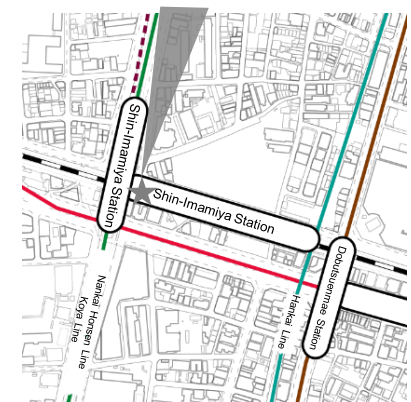 Shin-Imamiya Station
Shin-Imamiya Station
Dobutsuenmae Station
Nankai Honsen Line
Koya Line
Hankai Line